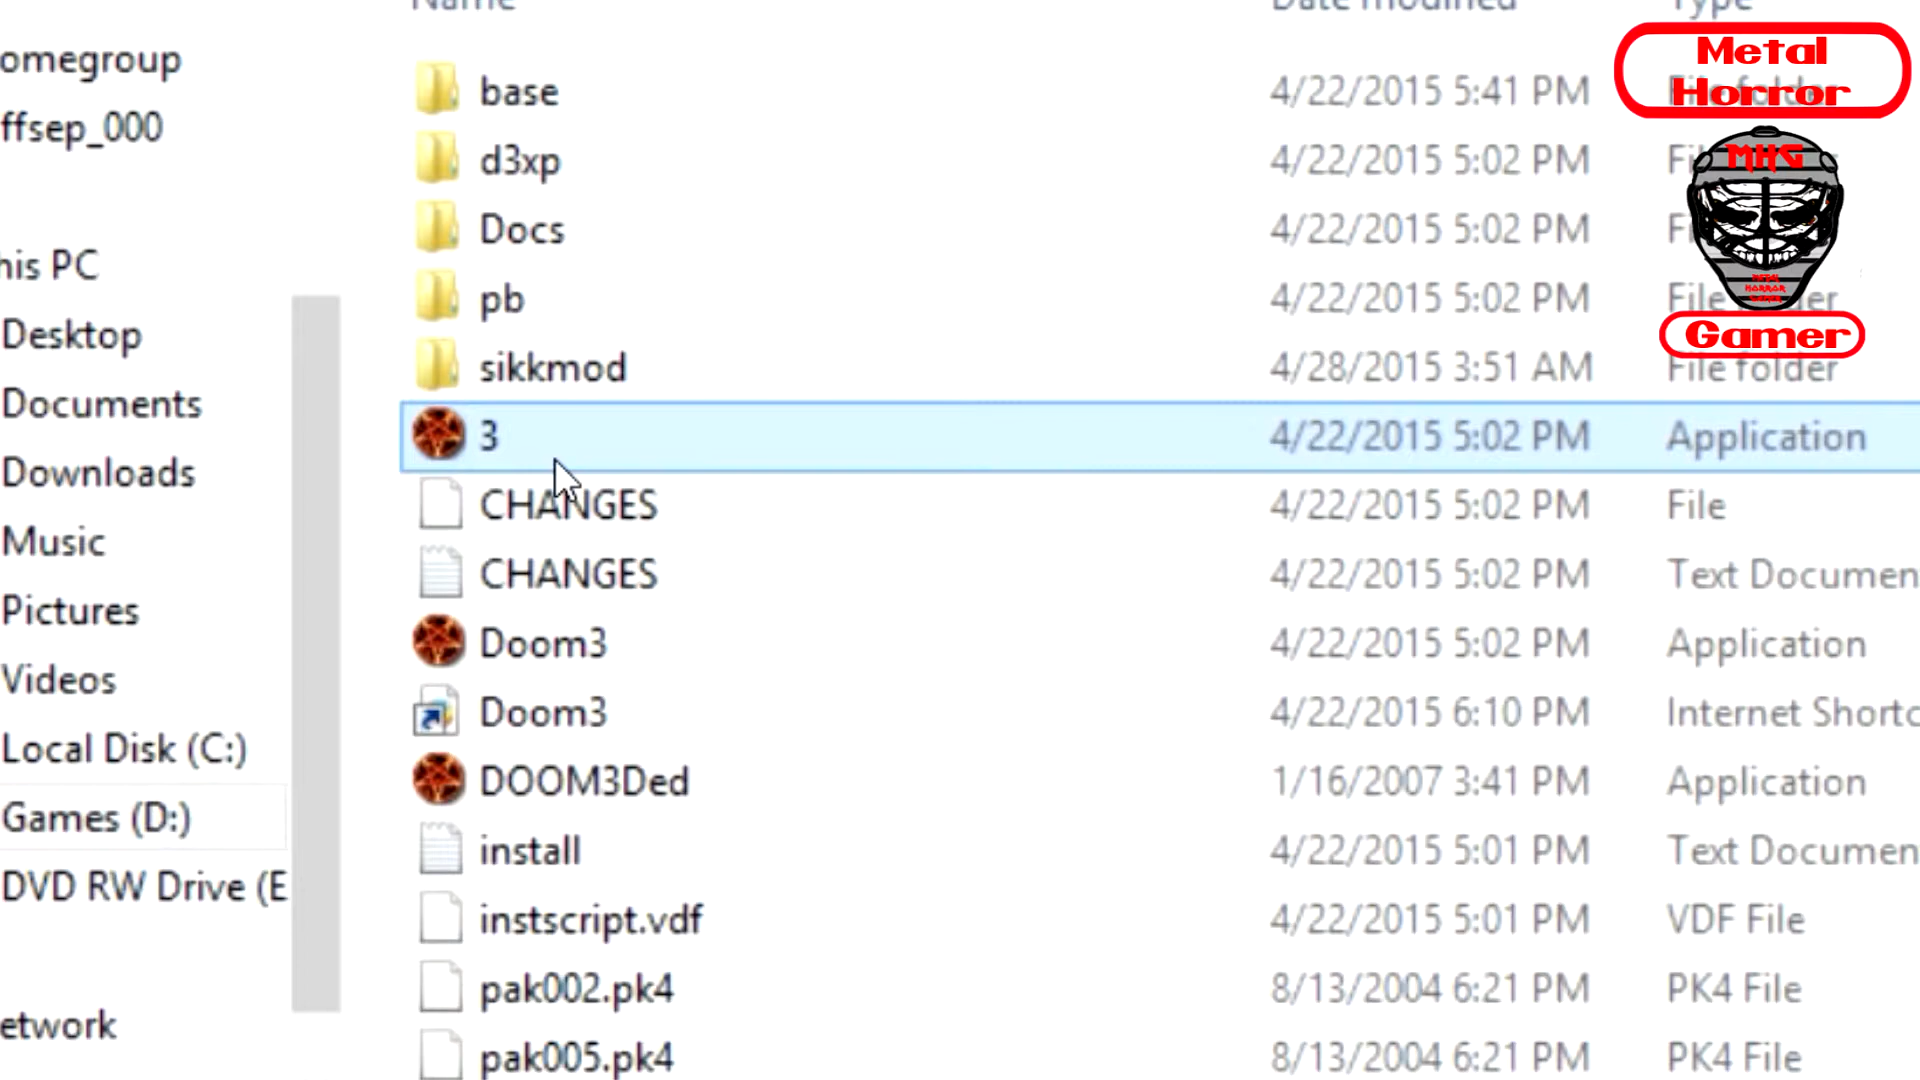 Name Date modified Type
omegroup
ffsep_000
his PC
Desktop
Documents
Downloads
Music
Pictures
Videos
Local Disk (C:)
Games (D:)
DVD RW Drive (E
etwork
base 4/22/2015 5:41 PM File folder
d3xp 4/22/2015 5:02 PM Fi
Docs 4/22/2015 5:02 PM Fi
pb 4/22/2015 5:02 PM File folder
sikkmod 4/28/2015 3:51 AM File folder
3 4/22/2015 5:02 PM Application
CHANGES 4/22/2015 5:02 PM File
CHANGES 4/22/2015 5:02 PM Text Documen
Doom3 4/22/2015 5:02 PM Application
Doom3 4/22/2015 6:10 PM Internet Shortc
DOOM3Ded 1/16/2007 3:41 PM Application
install 4/22/2015 5:01 PM Text Documen
instscript.vdf 4/22/2015 5:01 PM VDF File
pak002.pk4 8/13/2004 6:21 PM PK4 File
pak005.pk4 8/13/2004 6:21 PM PK4 File
Metal
Horror
MHG
METAL
HORROR
GAMER
Gamer